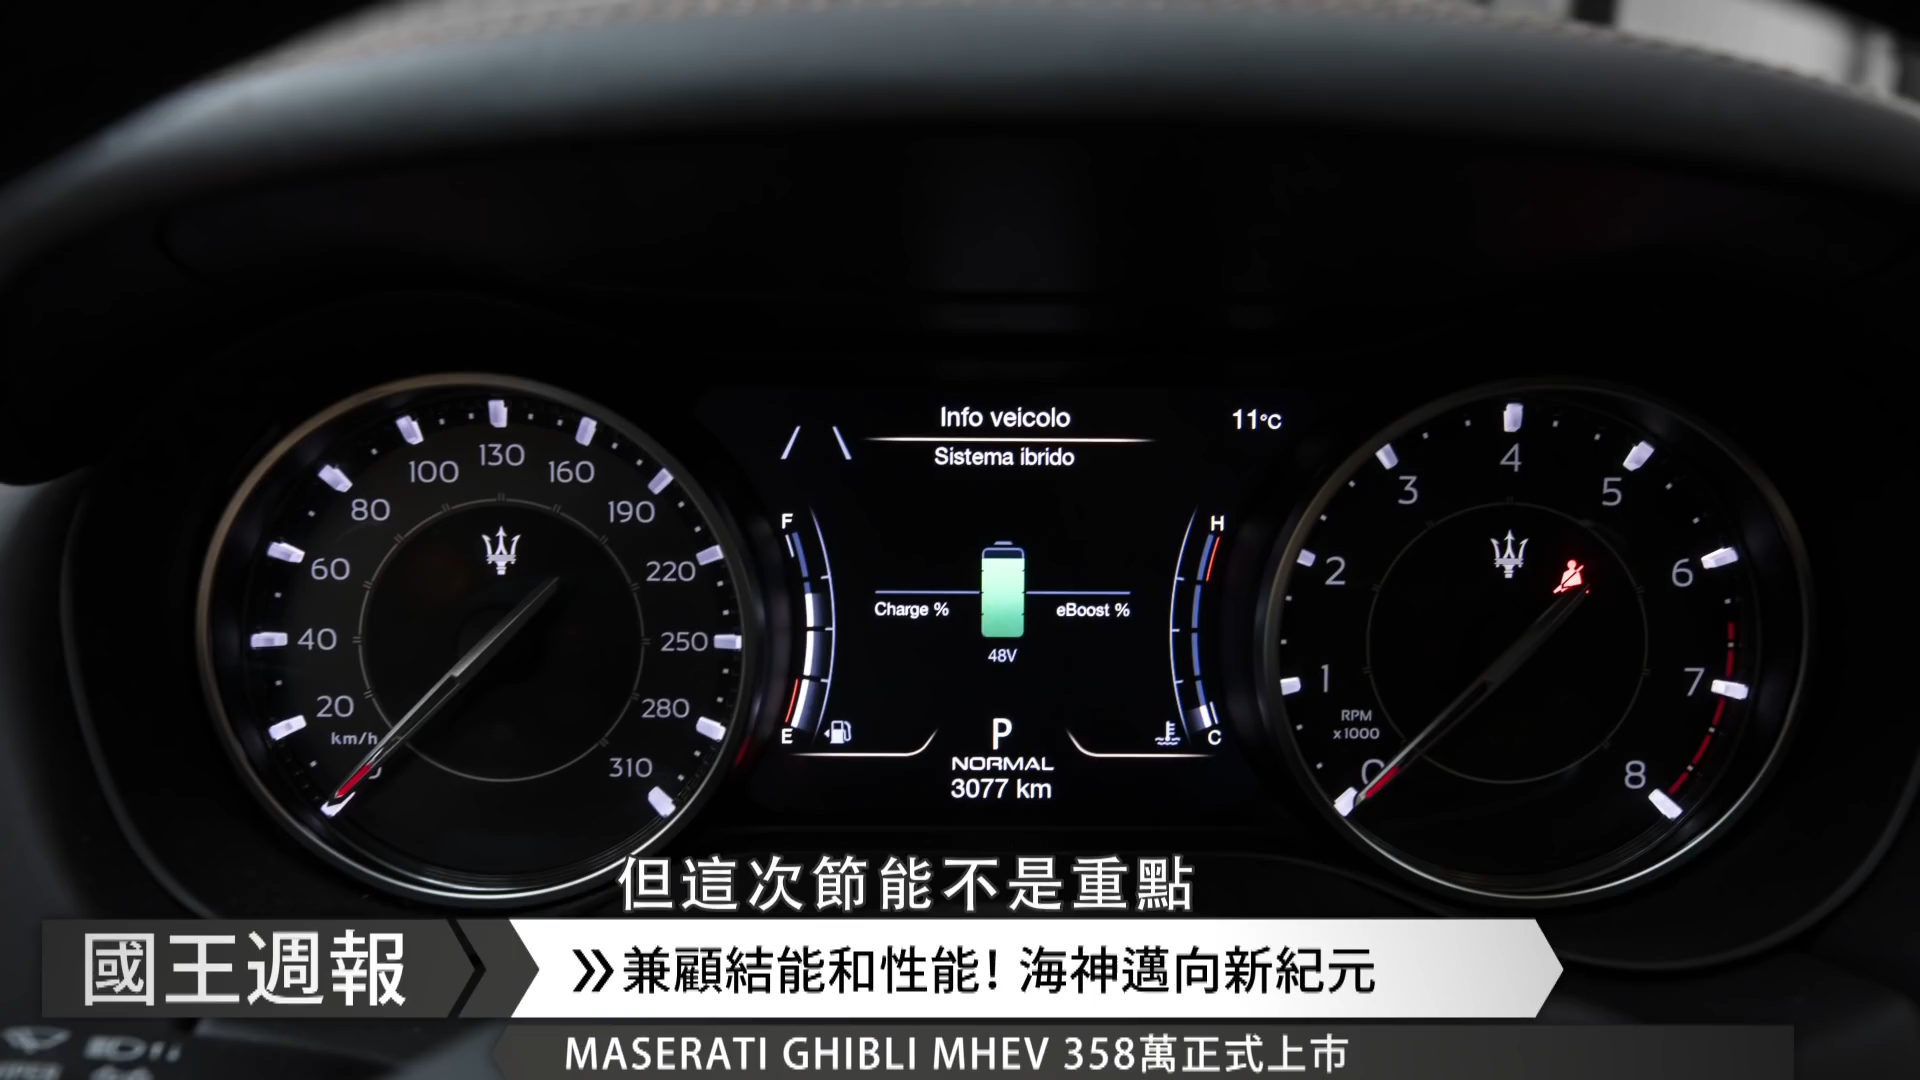 Info veicolo
11°C
Sistema ibrido
20
40
60
80
100
130
160
190
220
250
280
310
km/h
F
E
Charge %
eBoost %
48V
H
C
P
NORMAL
3077 km
0
1
2
3
4
5
6
7
8
RPM
x1000
但這次節能不是重點
國王週報
兼顧結能和性能！海神邁向新紀元
MASERATI GHIBLI MHEV 358萬正式上市